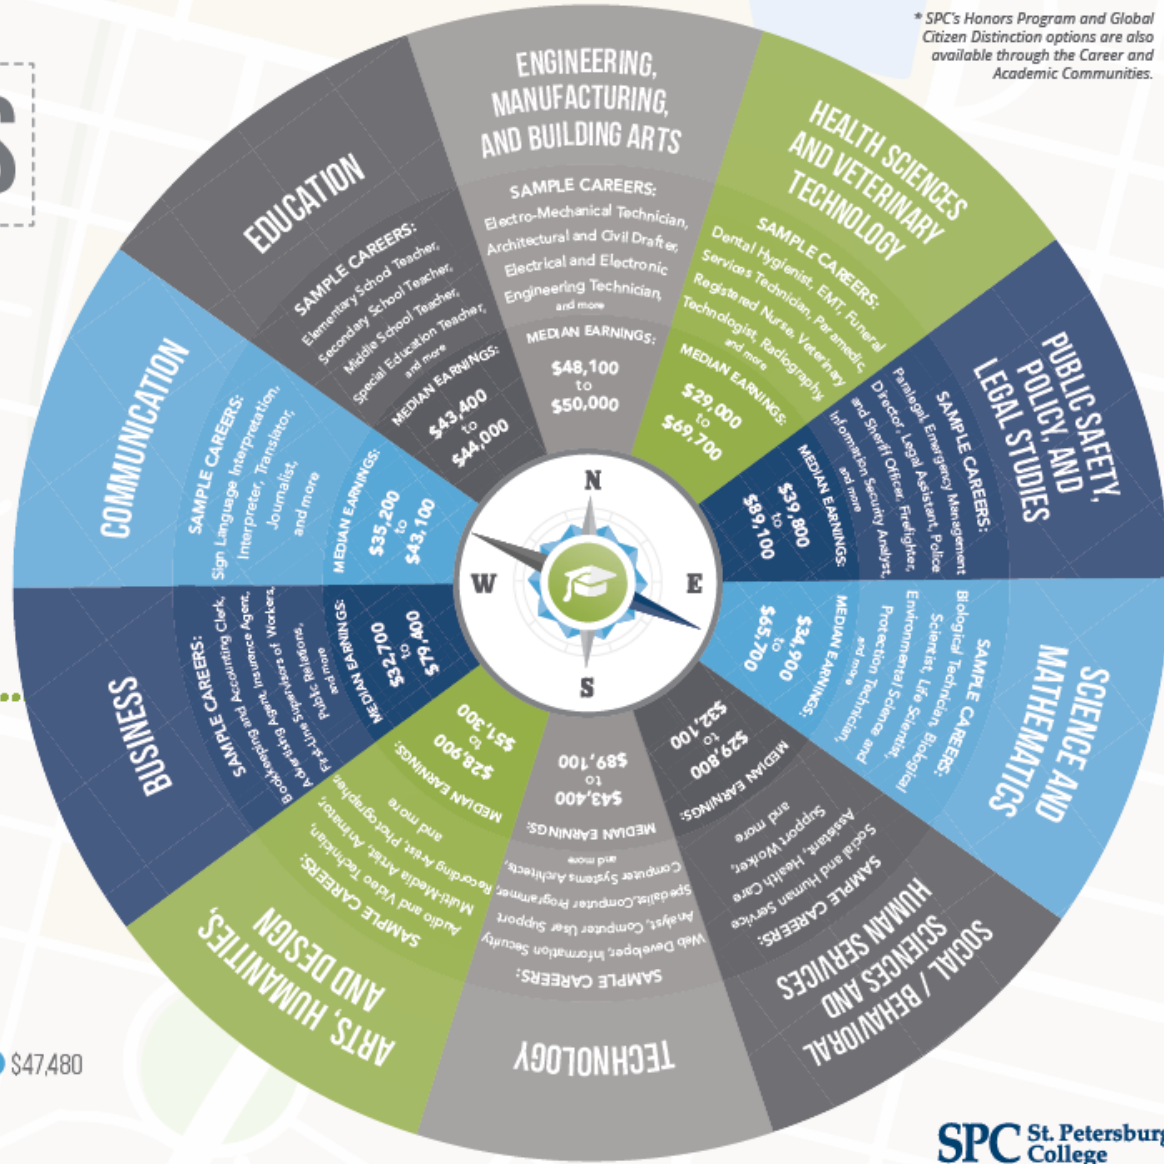 * SPC's Honors Program and Global
Citizen Distinction options are also
available through the Career and
Academic Communities.
S
ENGINEERING,
MANUFACTURING,
AND BUILDING ARTS
SAMPLE CAREERS:
Electro-Mechanical Technician,
Architectural and Civil Drafter,
Electrical and Electronic
Engineering Technician,
and more
MEDIAN EARNINGS:
$48,100
to
$50,000
HEALTH SCIENCES
AND VETERINARY
TECHNOLOGY
SAMPLE CAREERS:
Dental Hygienist, EMT, Funeral
Services Technician, Paramedic,
Registered Nurse, Veterinary
Technologist, Radiography,
and more
MEDIAN EARNINGS:
$29,000
to
$69,700
PUBLIC SAFETY,
POLICY, AND
LEGAL STUDIES
SAMPLE CAREERS:
Paralegal, Emergency Management
Director, Legal Assistant, Police
and Sheriff Officer, Firefighter,
Information Security Analyst,
and more
MEDIAN EARNINGS:
$39,800
to
$89,100
SCIENCE AND
MATHEMATICS
SAMPLE CAREERS:
Biological Technician, Biological
Scientist, Life Scientist,
Environmental Science and
Protection Technician,
and more
MEDIAN EARNINGS:
$34,900
to
$65,700
SOCIAL / BEHAVIORAL
SCIENCES AND
HUMAN SERVICES
SAMPLE CAREERS:
Social and Human Service
Assistant, Health Care
Support Worker,
and more
MEDIAN EARNINGS:
$29,800
to
$32,100
TECHNOLOGY
SAMPLE CAREERS:
Web Developer, Information Security
Analyst, Computer User Support
Specialist,Computer Programmer,
Computer Systems Architects,
and more
MEDIAN EARNINGS:
$43,400
to
$89,100
ARTS, HUMANITIES,
AND DESIGN
SAMPLE CAREERS:
Audio and Video Technician,
Multi-Media Artist, Animator,
Recording Artist, Photographer,
and more
MEDIAN EARNINGS:
$28,900
to
$51,300
BUSINESS
SAMPLE CAREERS:
Bookkeeping and Accounting Clerk,
Advertising Agent, Insurance Agent,
First-Line Supervisors of Workers,
Public Relations,
and more
MEDIAN EARNINGS:
$32,700
to
$79,400
COMMUNICATION
SAMPLE CAREERS:
Sign Language Interpretation,
Interpreter, Translator,
Journalist,
and more
MEDIAN EARNINGS:
$35,200
to
$43,100
EDUCATION
SAMPLE CAREERS:
Elementary School Teacher,
Secondary School Teacher,
Middle School Teacher,
Special Education Teacher,
and more
MEDIAN EARNINGS:
$43,400
to
$44,000
N
W
E
S
$47,480
SPC St. Petersburg
College